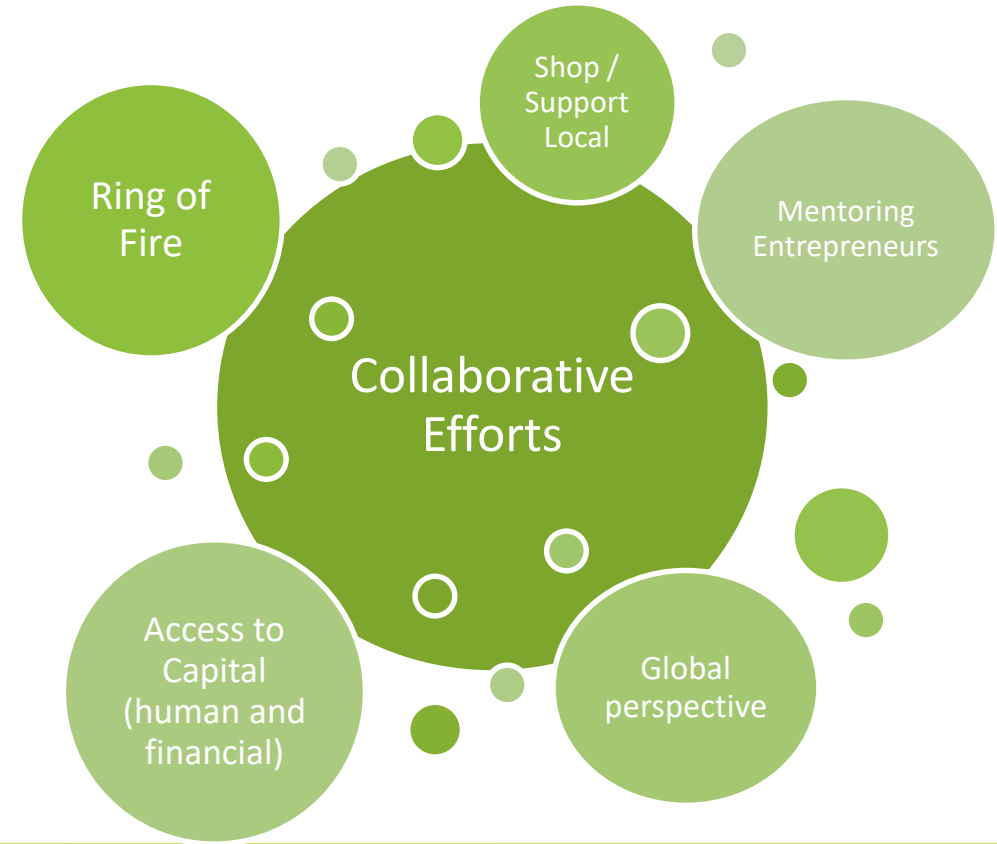 Shop /
Support
Local
Ring of
Fire
Mentoring
Entrepreneurs
Collaborative
Efforts
Access to
Capital
(human and
financial)
Global
perspective